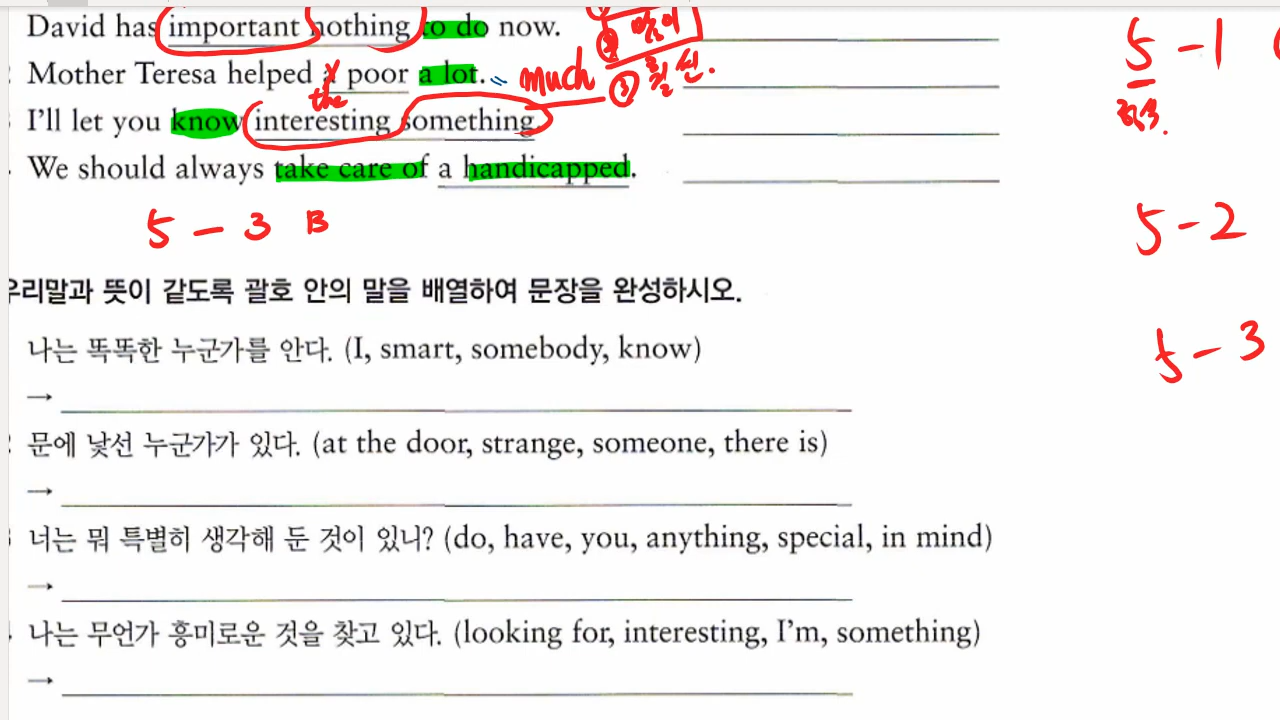 David has important nothing to do now.
Mother Teresa helped a poor a lot. much
the
I'll let you know interesting something.
We should always take care of a handicapped.
5 - 3 B
5 - 1
5 - 2
5 - 3
우리말과 뜻이 같도록 괄호 안의 말을 배열하여 문장을 완성하시오.
나는 똑똑한 누군가를 안다. (I, smart, somebody, know)
→
문에 낯선 누군가가 있다. (at the door, strange, someone, there is)
→
너는 뭐 특별히 생각해 둔 것이 있니? (do, have, you, anything, special, in mind)
→
나는 무언가 흥미로운 것을 찾고 있다. (looking for, interesting, I'm, something)
→